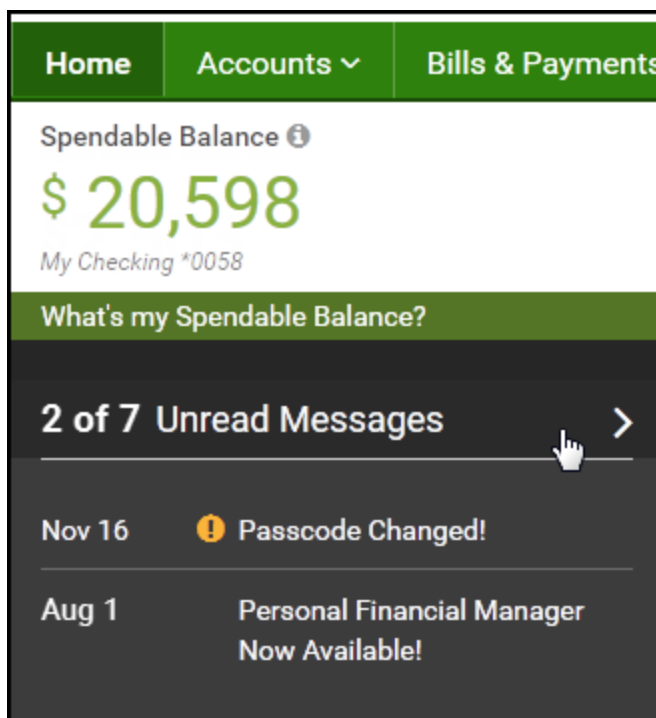 Home Accounts Bills & Payments
Spendable Balance
$ 20,598
My Checking *0058
What's my Spendable Balance?
2 of 7 Unread Messages
Nov 16 Passcode Changed!
Aug 1 Personal Financial Manager
Now Available!